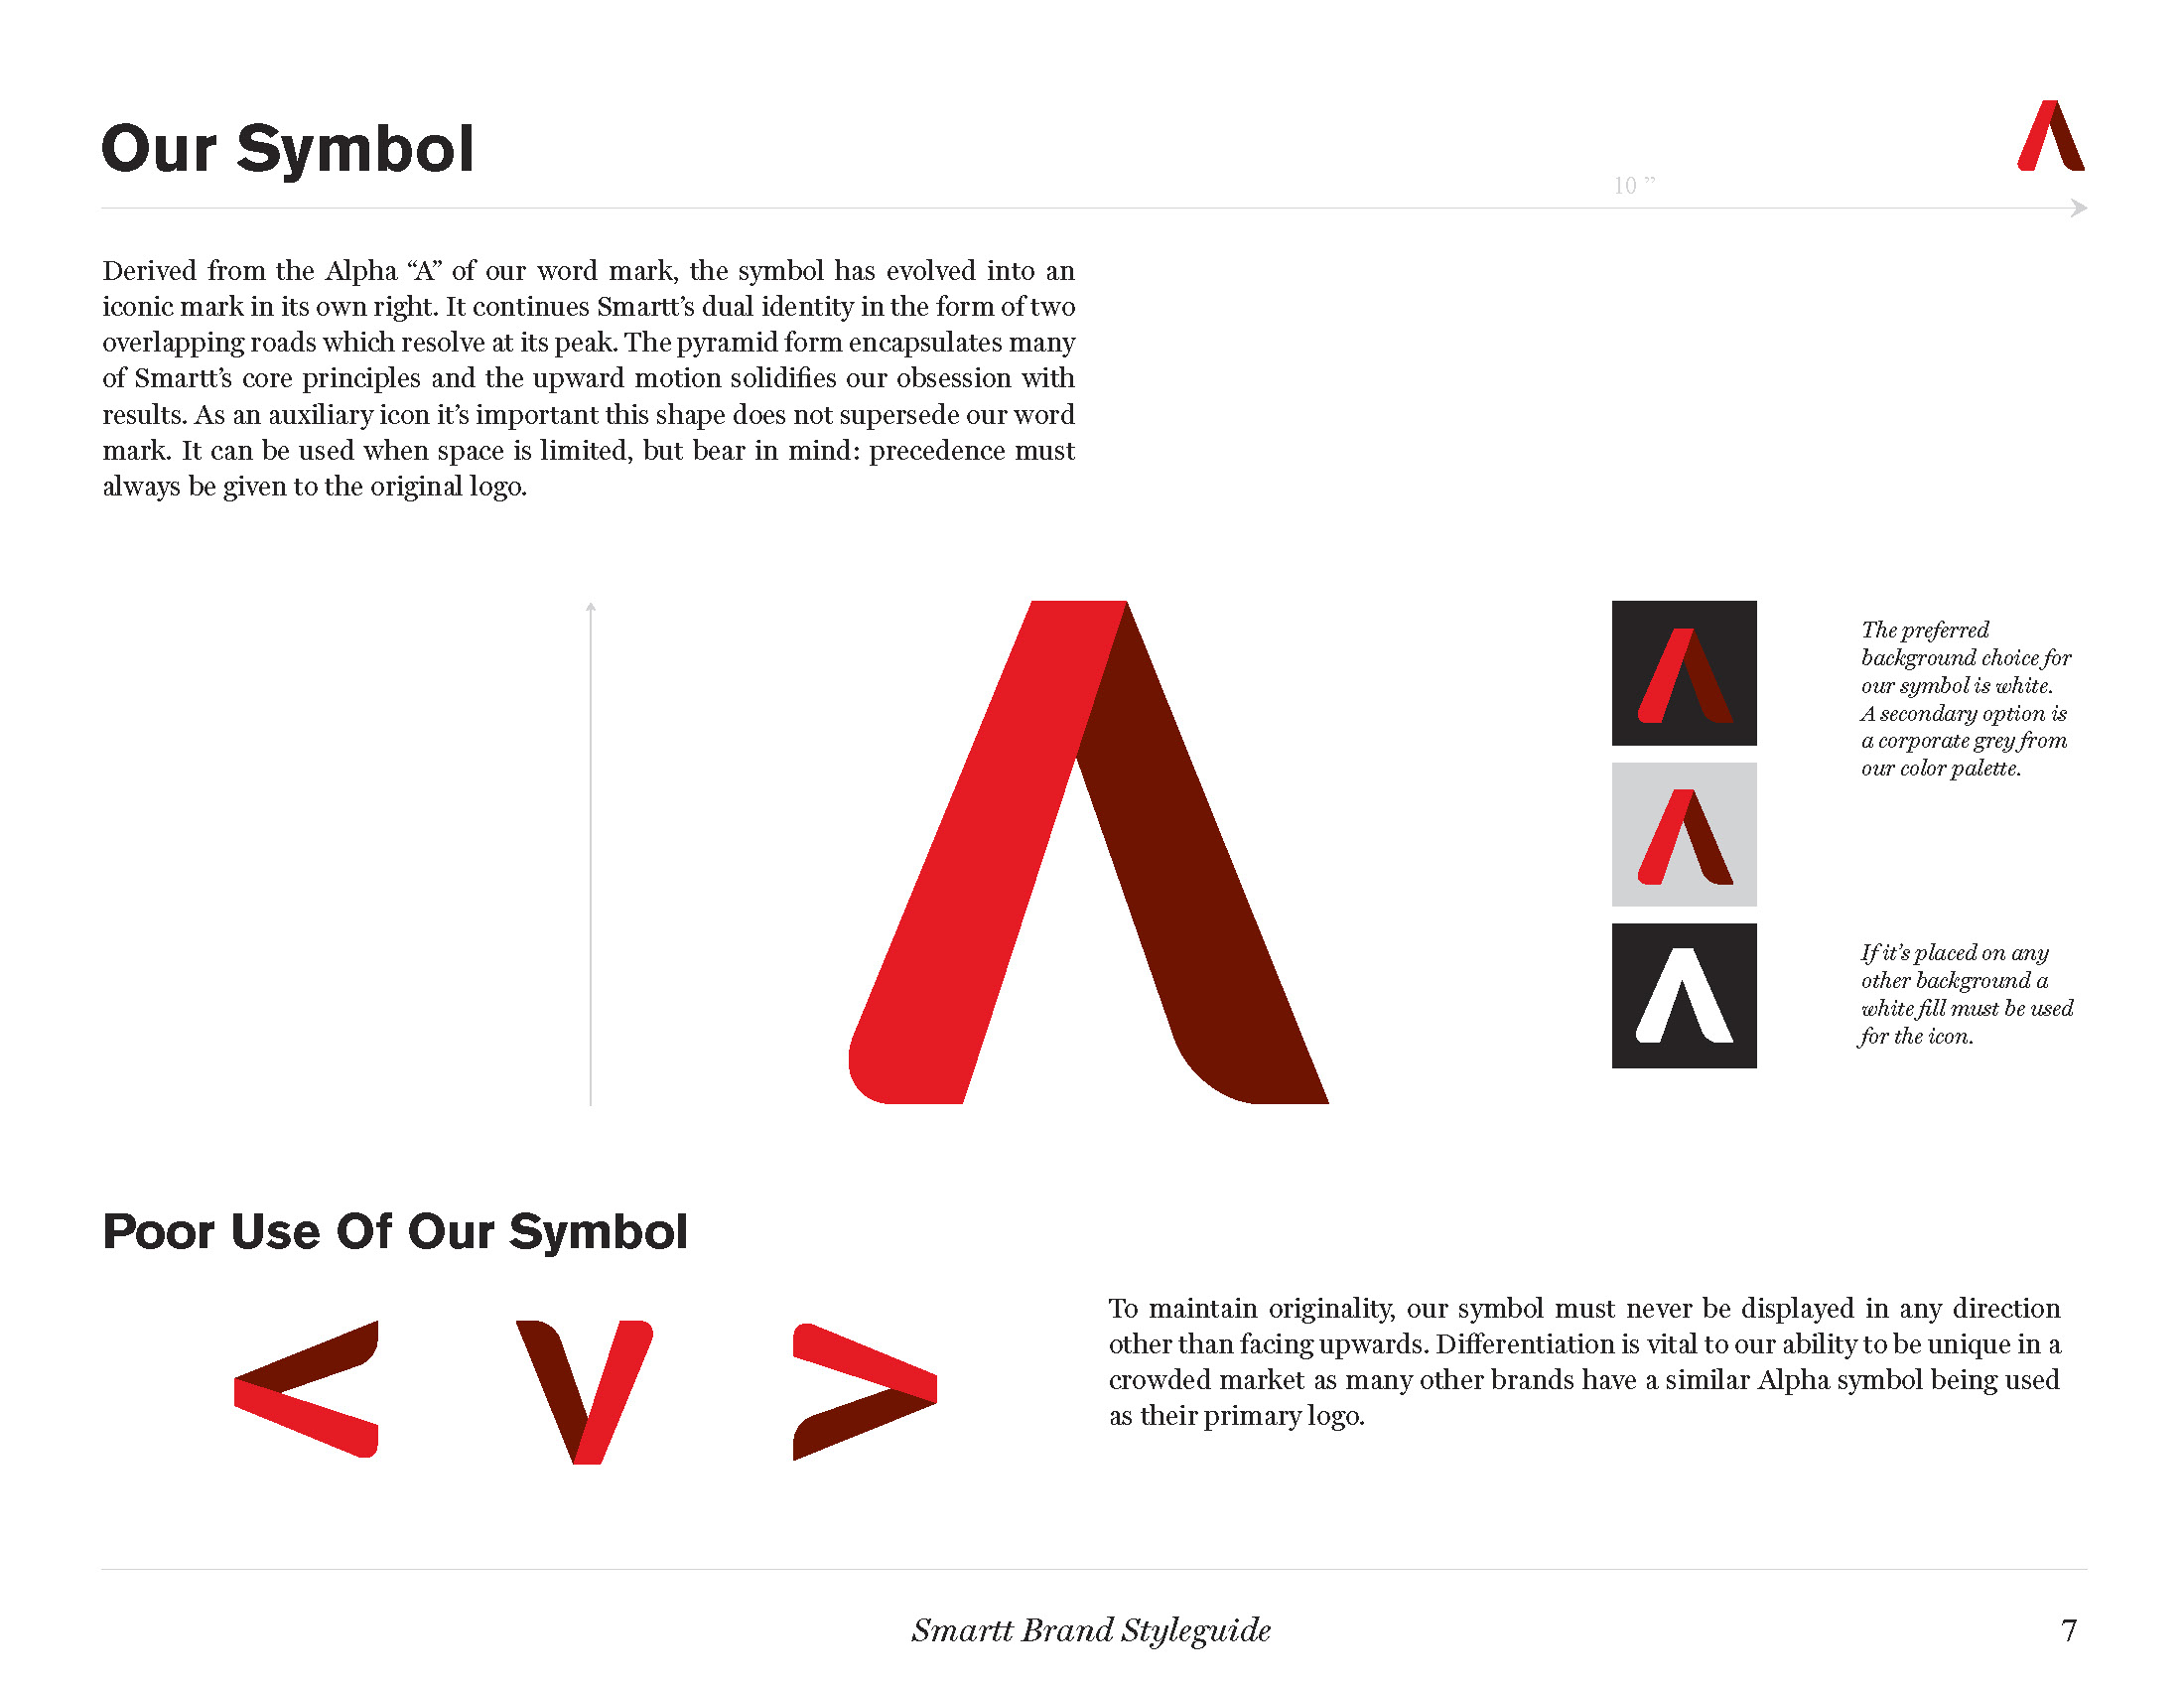 Our Symbol
10 ”
Derived from the Alpha “A” of our word mark, the symbol has evolved into an
iconic mark in its own right. It continues Smartt’s dual identity in the form of two
overlapping roads which resolve at its peak. The pyramid form encapsulates many
of Smartt’s core principles and the upward motion solidifies our obsession with
results. As an auxiliary icon it’s important this shape does not supersede our word
mark. It can be used when space is limited, but bear in mind: precedence must
always be given to the original logo.
The preferred
background choice for
our symbol is white.
A secondary option is
a corporate grey from
our color palette.
If it’s placed on any
other background a
white fill must be used
for the icon.
Poor Use Of Our Symbol
To maintain originality, our symbol must never be displayed in any direction
other than facing upwards. Differentiation is vital to our ability to be unique in a
crowded market as many other brands have a similar Alpha symbol being used
as their primary logo.
Smartt Brand Styleguide
7